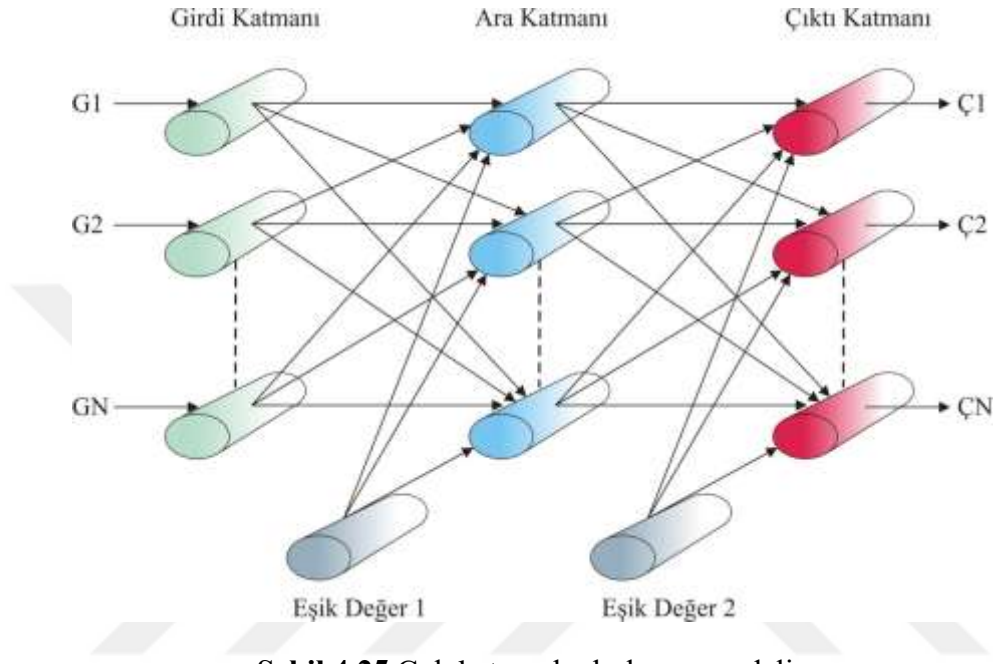 Girdi Katmanı Ara Katmanı Çıktı Katmanı
G1 Ç1
G2 Ç2
GN ÇN
Eşik Değer 1 Eşik Değer 2